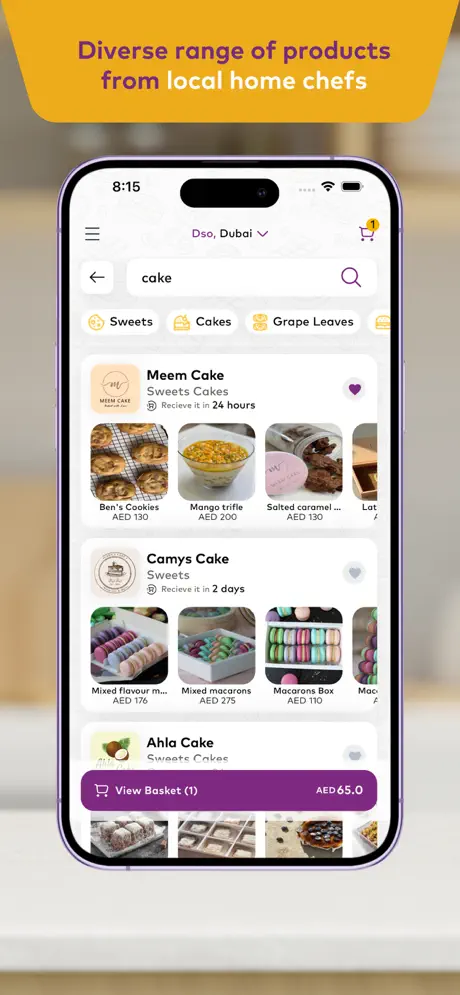 Diverse range of products
from local home chefs
8:15
Dso, Dubai
1
cake
Sweets
Cakes
Grape Leaves
MEEM CAKE
Meem Cake
Sweets Cakes
Recieve it in 24 hours
Ben's Cookies
AED 130
Mango trifle
AED 200
Salted caramel ...
AED 130
Lat
A
Camys Cake
Sweets
Recieve it in 2 days
Mixed flavour m...
AED 176
Mixed macarons
AED 275
Macarons Box
AED 110
Mac
A
Ahla Cake
Sweets Cakes
View Basket (1)
AED 65.0